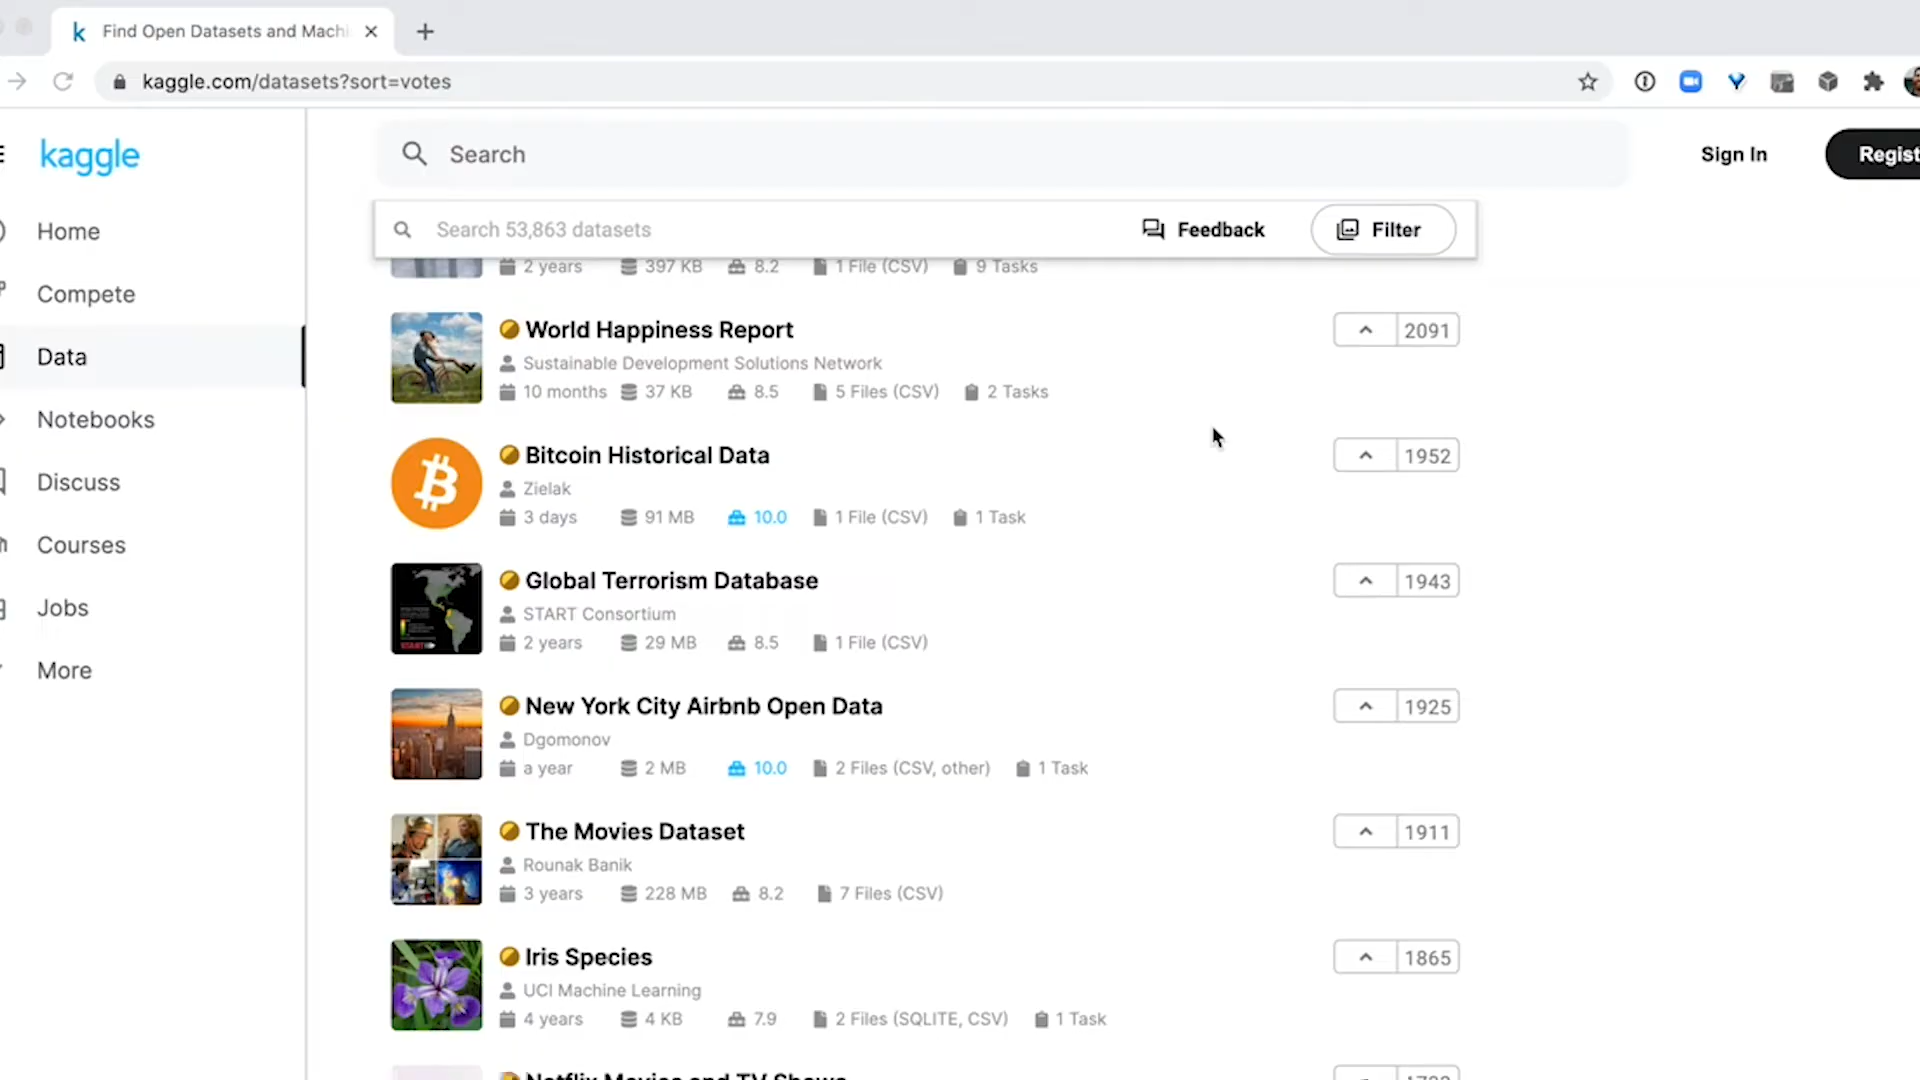 Find Open Datasets and Machi
kaggle.com/datasets?sort=votes
kaggle
Search
Sign In
Regist
Search 53,863 datasets
Feedback
Filter
2 years 397 KB 8.2 1 File (CSV) 9 Tasks
Home
Compete
Data
Notebooks
Discuss
Courses
Jobs
More
World Happiness Report
2091
Sustainable Development Solutions Network
10 months 37 KB 8.5 5 Files (CSV) 2 Tasks
Bitcoin Historical Data
1952
Zielak
3 days 91 MB 10.0 1 File (CSV) 1 Task
Global Terrorism Database
1943
START Consortium
2 years 29 MB 8.5 1 File (CSV)
New York City Airbnb Open Data
1925
Dgomonov
a year 2 MB 10.0 2 Files (CSV, other) 1 Task
The Movies Dataset
1911
Rounak Banik
3 years 228 MB 8.2 7 Files (CSV)
Iris Species
1865
UCI Machine Learning
4 years 4 KB 7.9 2 Files (SQLITE, CSV) 1 Task
Netflix Movies and TV Shows